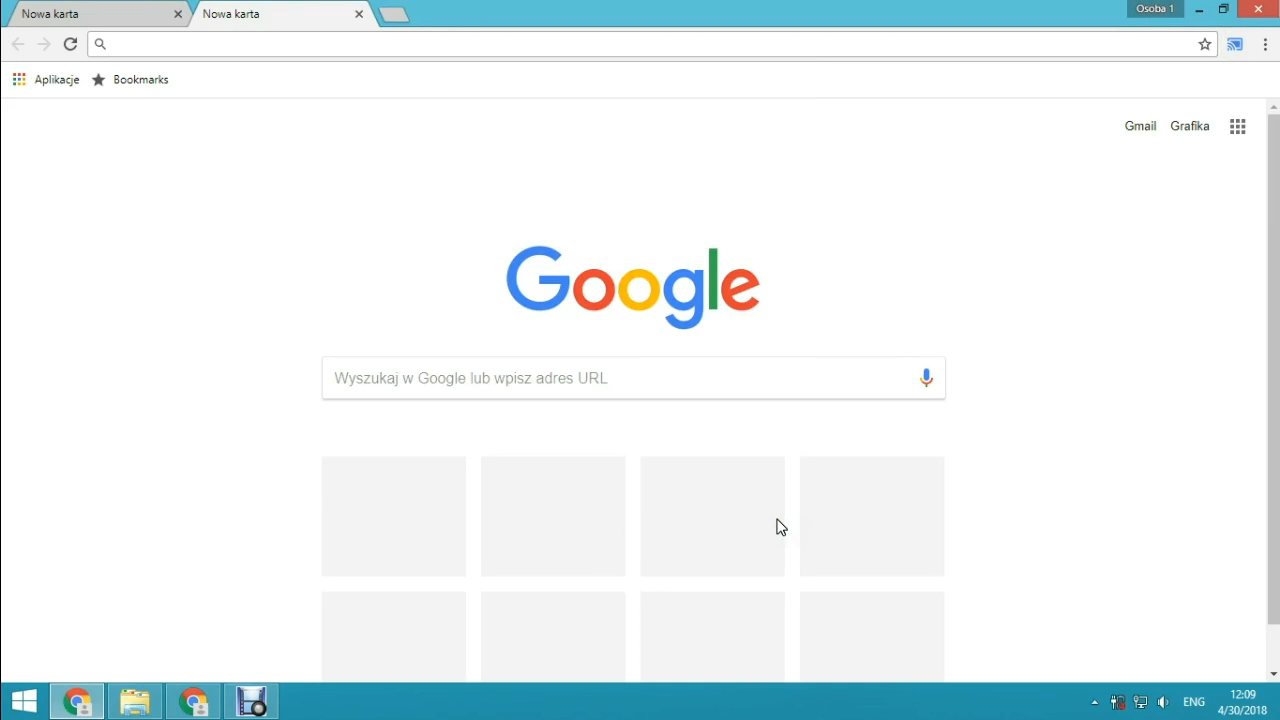 Nowa karta
Nowa karta
Osoba 1
Aplikacje
Bookmarks
Gmail
Grafika
Google
Wyszukaj w Google lub wpisz adres URL
ENG
12:09
4/30/2018